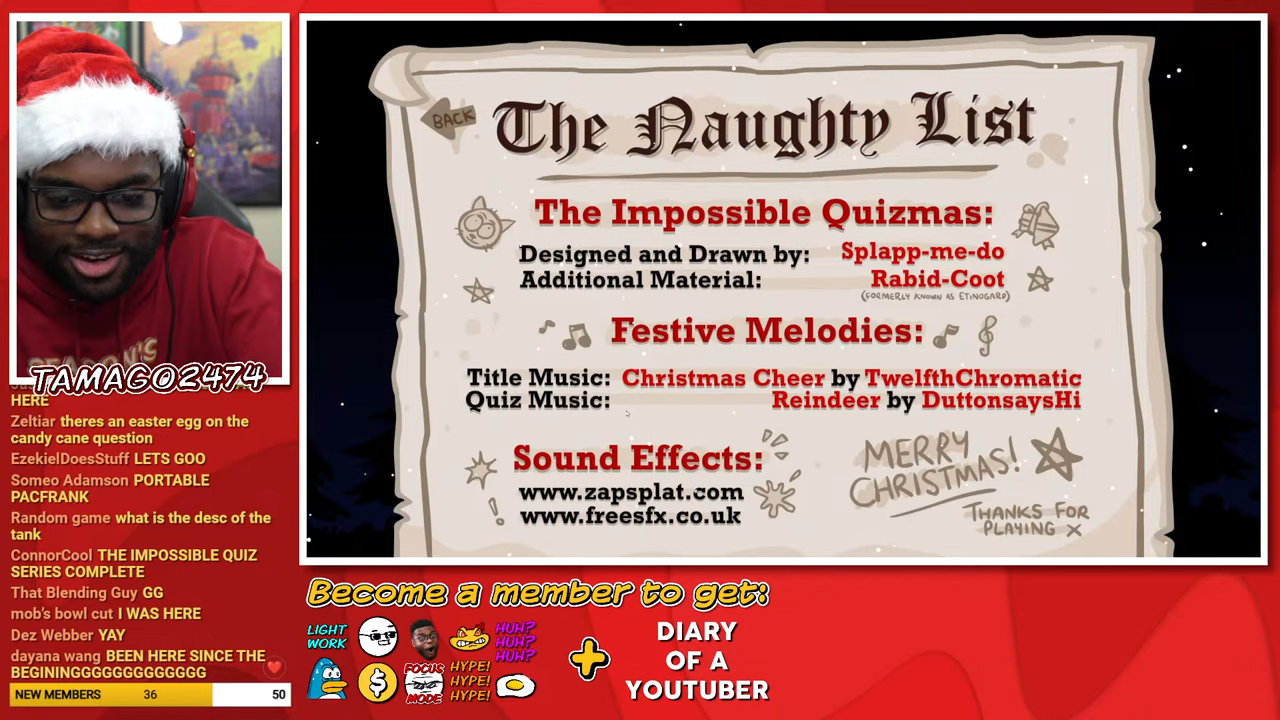 BACK
The Naughty List
The Impossible Quizmas:
Designed and Drawn by: Splapp-me-do
Additional Material: Rabid-Coot
(FORMERLY KNOWN AS ETINOGARD)
Festive Melodies:
Title Music: Christmas Cheer by TwelfthChromatic
Quiz Music: Reindeer by DuttonsaysHi
Sound Effects:
www.zapsplat.com
www.freesfx.co.uk
MERRY
CHRISTMAS!
THANKS FOR
PLAYING X
SEASON'S
TAMAGO2474
HERE
Zeltiar theres an easter egg on the
candy cane question
EzekielDoesStuff LETS GOO
Someo Adamson PORTABLE
PACFRANK
Random game what is the desc of the
tank
ConnorCool THE IMPOSSIBLE QUIZ
SERIES COMPLETE
That Blending Guy GG
mob's bowl cut I WAS HERE
Dez Webber YAY
dayana wang BEEN HERE SINCE THE
BEGININGGGGGGGGGGGGG
NEW MEMBERS 36 50
Become a member to get:
LIGHT
WORK
HUH?
HUH?
HUH?
FOCUS
MODE
HYPE!
HYPE!
HYPE!
$
+
DIARY
OF A
YOUTUBER